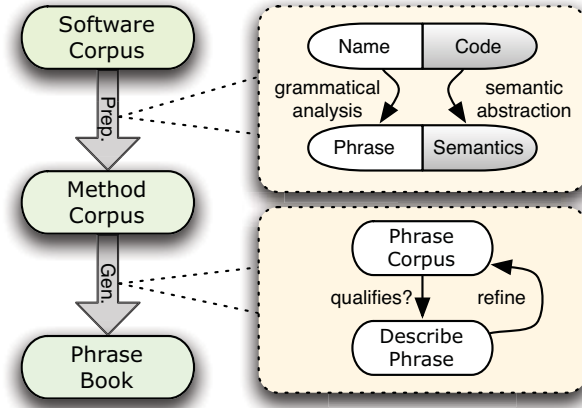 Software
Corpus
Prep.
Method
Corpus
Gen.
Phrase
Book
Name
Code
grammatical
analysis
semantic
abstraction
Phrase
Semantics
Phrase
Corpus
qualifies?
refine
Describe
Phrase